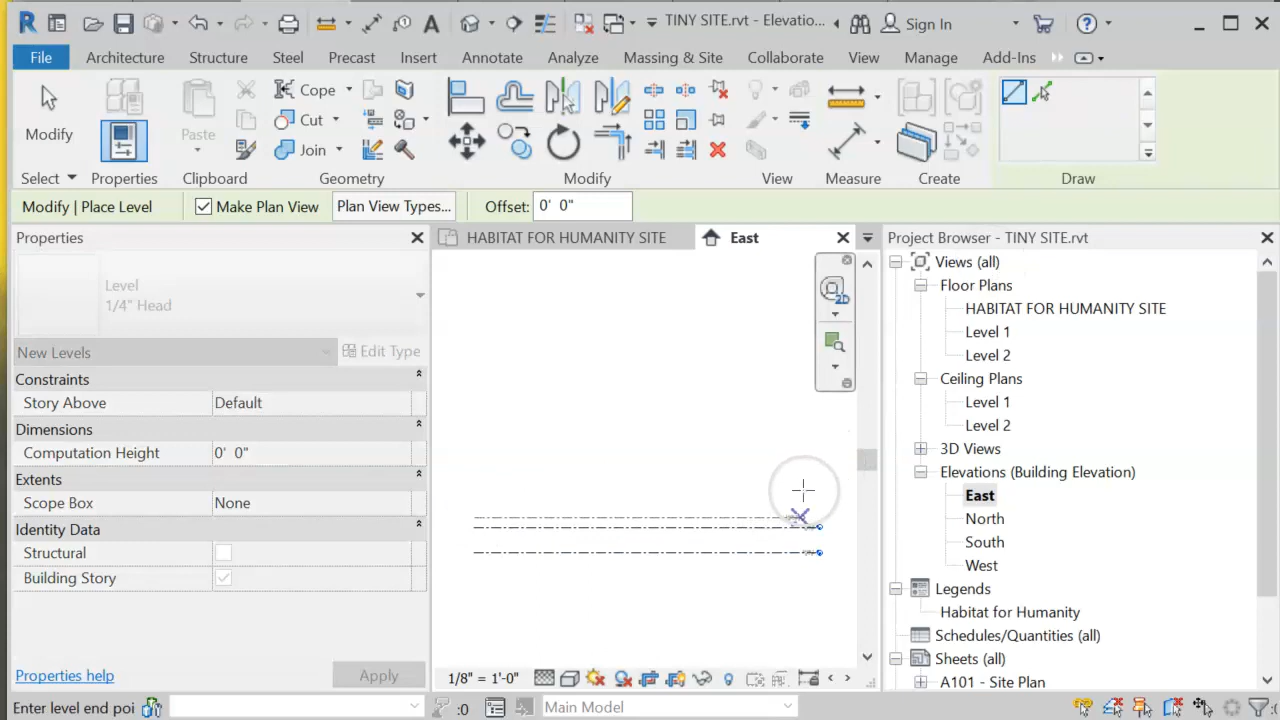 TINY SITE.rvt - Elevatio...
Sign In
File Architecture Structure Steel Precast Insert Annotate Analyze Massing & Site Collaborate View Manage Add-Ins
Modify
Paste
Cope
Cut
Join
Select Properties Clipboard Geometry Modify View Measure Create Draw
Modify | Place Level
Make Plan View
Plan View Types...
Offset: 0' 0"
Properties
Level
1/4" Head
New Levels
Edit Type
Constraints
Story Above Default
Dimensions
Computation Height 0' 0"
Extents
Scope Box None
Identity Data
Structural
Building Story
Properties help
Apply
HABITAT FOR HUMANITY SITE
East
2D
1/8" = 1'-0"
Project Browser - TINY SITE.rvt
Views (all)
Floor Plans
HABITAT FOR HUMANITY SITE
Level 1
Level 2
Ceiling Plans
Level 1
Level 2
3D Views
Elevations (Building Elevation)
East
North
South
West
Legends
Habitat for Humanity
Schedules/Quantities (all)
Sheets (all)
A101 - Site Plan
Enter level end poi
:0
Main Model